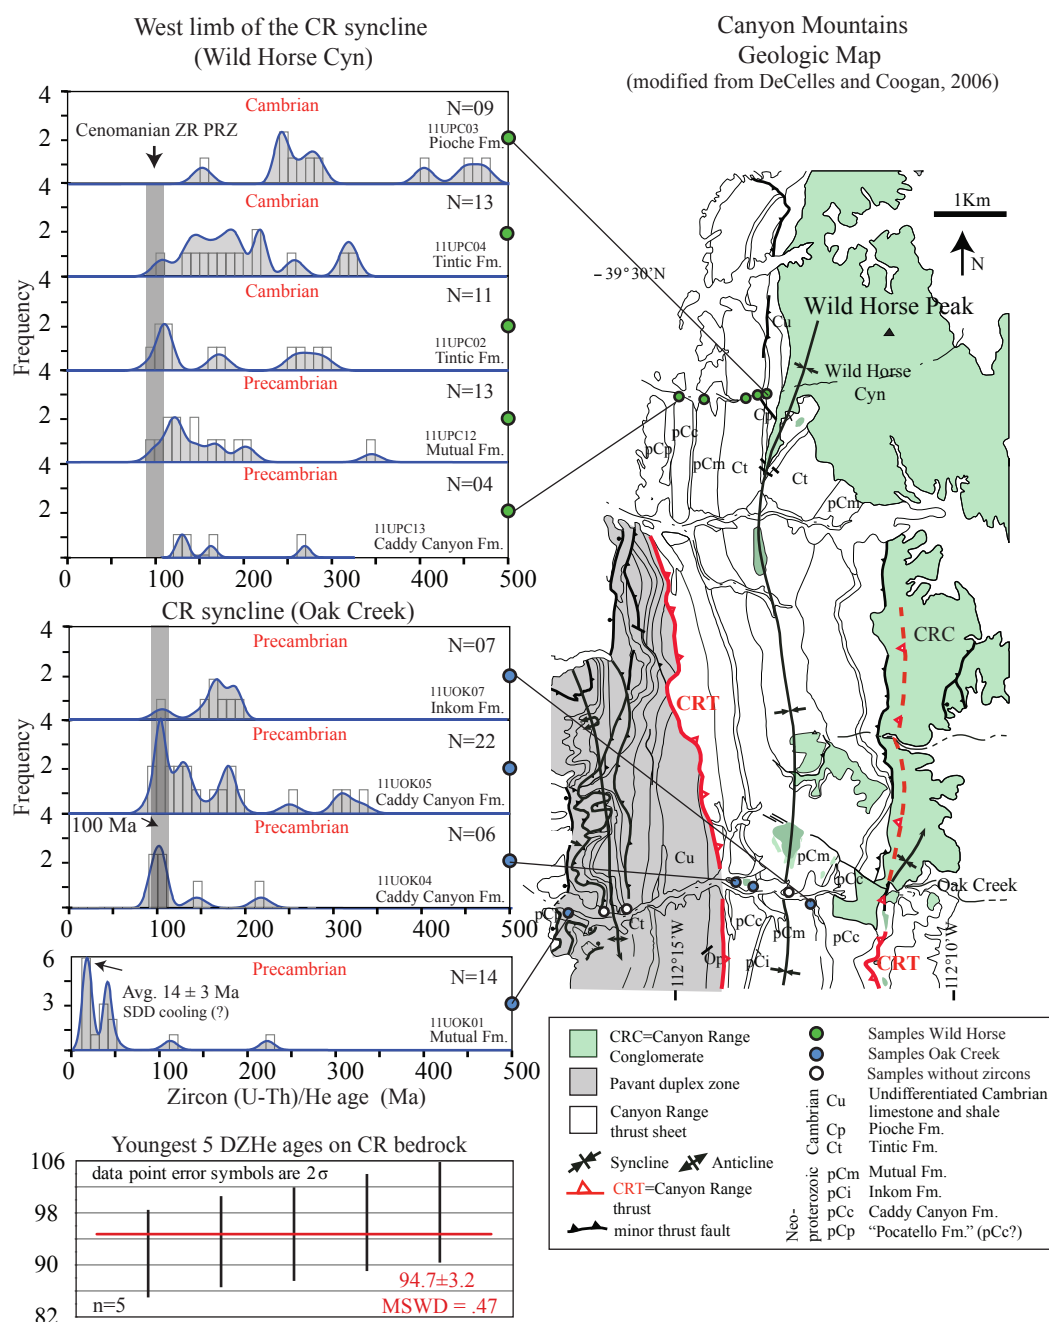 West limb of the CR syncline
(Wild Horse Cyn)
Canyon Mountains
Geologic Map
(modified from DeCelles and Coogan, 2006)
4
Cambrian
N=09
Cenomanian ZR PRZ
11UPC03
Pioche Fm.
2
4
Cambrian
N=13
2
11UPC04
Tintic Fm.
4
Cambrian
N=11
2
11UPC02
Tintic Fm.
4
Precambrian
N=13
2
11UPC12
Mutual Fm.
4
Precambrian
N=04
2
11UPC13
Caddy Canyon Fm.
Frequency
0 100 200 300 400 500
CR syncline (Oak Creek)
4
Precambrian
N=07
2
11UOK07
Inkom Fm.
4
Precambrian
N=22
2
11UOK05
Caddy Canyon Fm.
4
100 Ma
Precambrian
N=06
2
11UOK04
Caddy Canyon Fm.
Frequency
0 100 200 300 400 500
6
Precambrian
N=14
3
Avg. 14 ± 3 Ma
SDD cooling (?)
11UOK01
Mutual Fm.
0 100 200 300 400 500
Zircon (U-Th)/He age (Ma)
Youngest 5 DZHe ages on CR bedrock
106
data point error symbols are 2σ
98
90
82
94.7±3.2
n=5
MSWD = .47
1Km
N
39°30'N
Wild Horse Peak
Cu
Wild Horse
Cyn
Cp
pCc
pCp
pCm
Ct
Ct
pCm
CRC
CRT
Cu
pCm
pCc
Oak Creek
Ct
pCc
pCm
pCc
Op
pCi
CRT
112°15'W
112°10'W
CRC=Canyon Range
Conglomerate
Pavant duplex zone
Canyon Range
thrust sheet
Syncline
Anticline
CRT=Canyon Range
thrust
minor thrust fault
Samples Wild Horse
Samples Oak Creek
Samples without zircons
Cambrian
Cu Undifferentiated Cambrian
limestone and shale
Cp Pioche Fm.
Ct Tintic Fm.
Neo-
proterozoic
pCm Mutual Fm.
pCi Inkom Fm.
pCc Caddy Canyon Fm.
pCp “Pocatello Fm.” (pCc?)